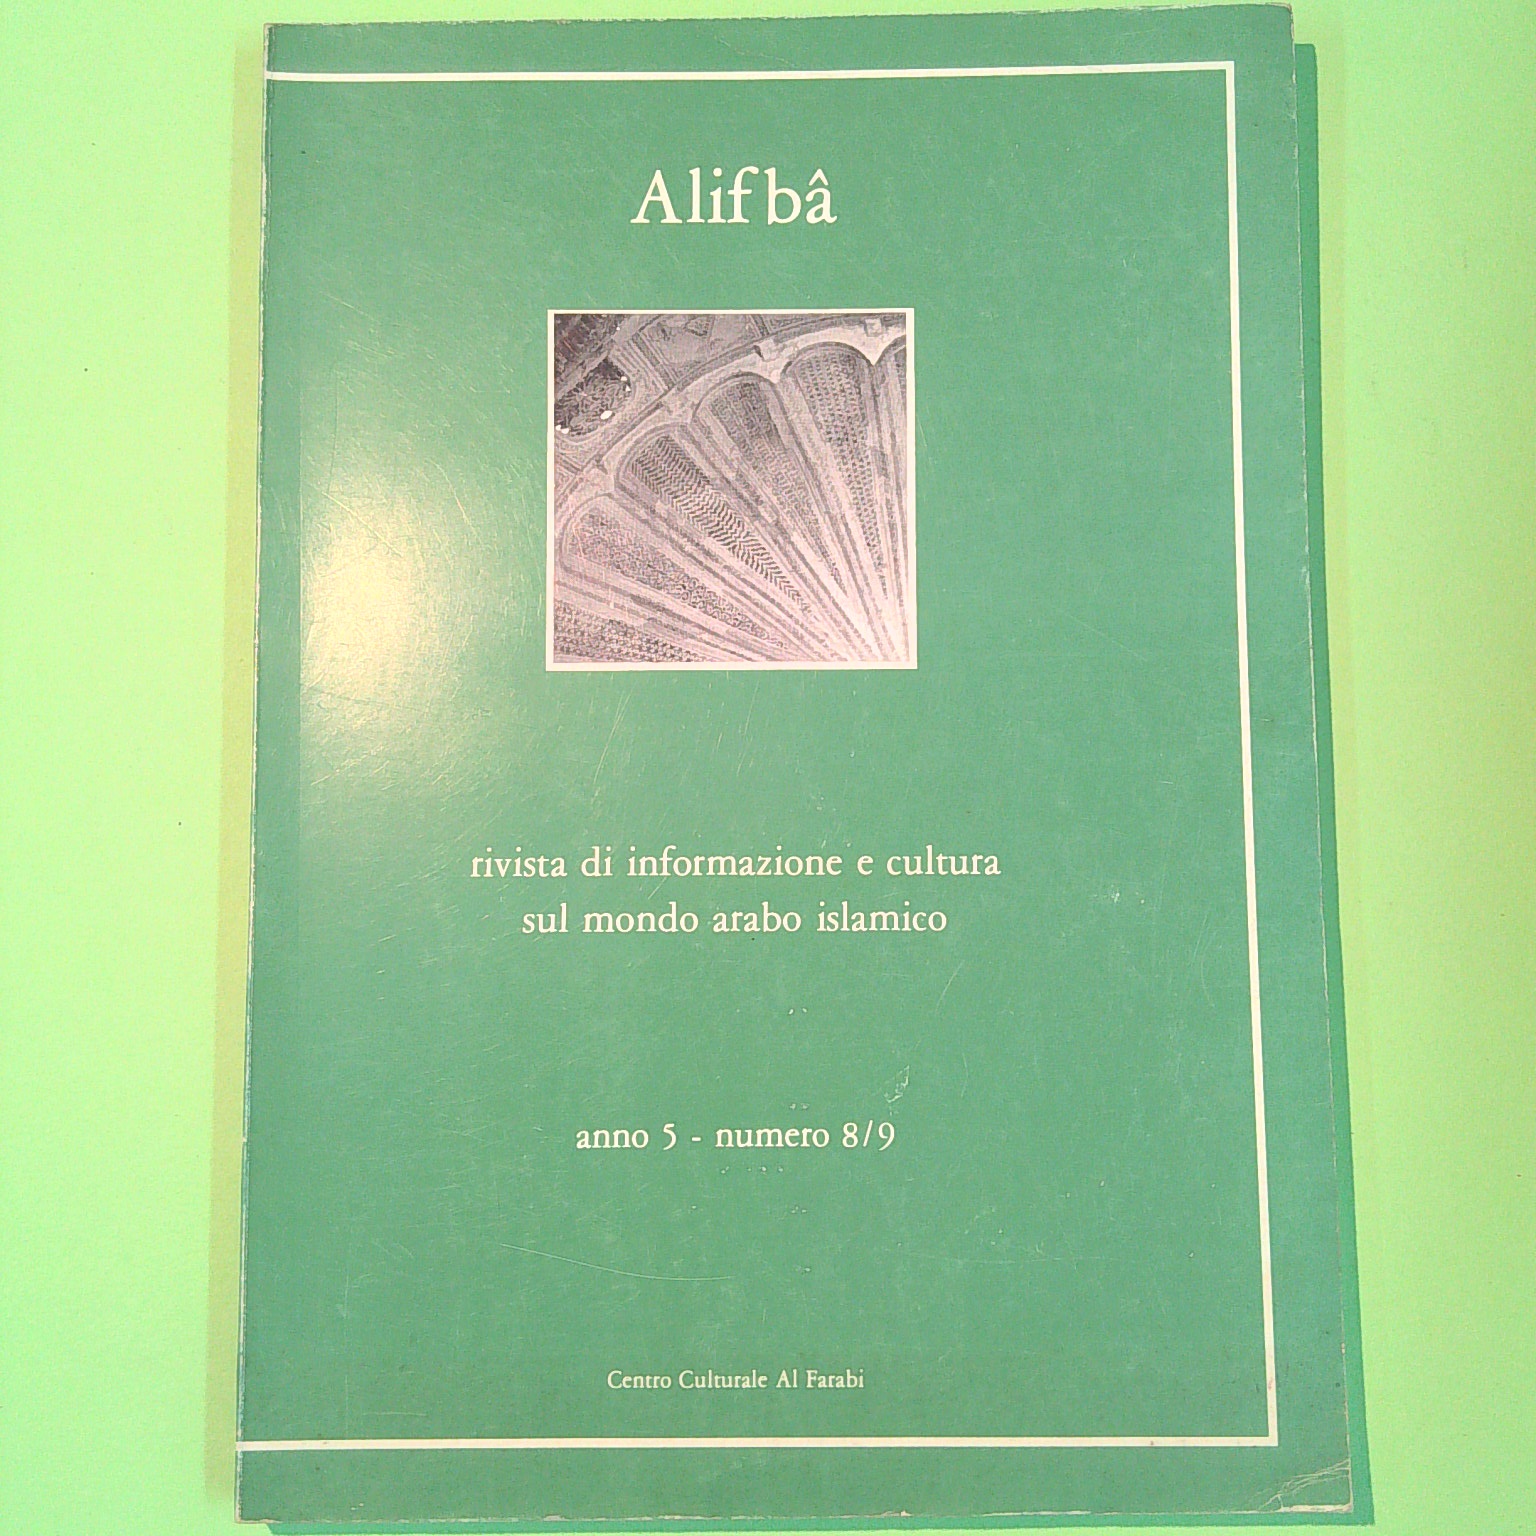 Alif bâ
rivista di informazione e cultura
sul mondo arabo islamico
anno 5 - numero 8/9
Centro Culturale Al Farabi